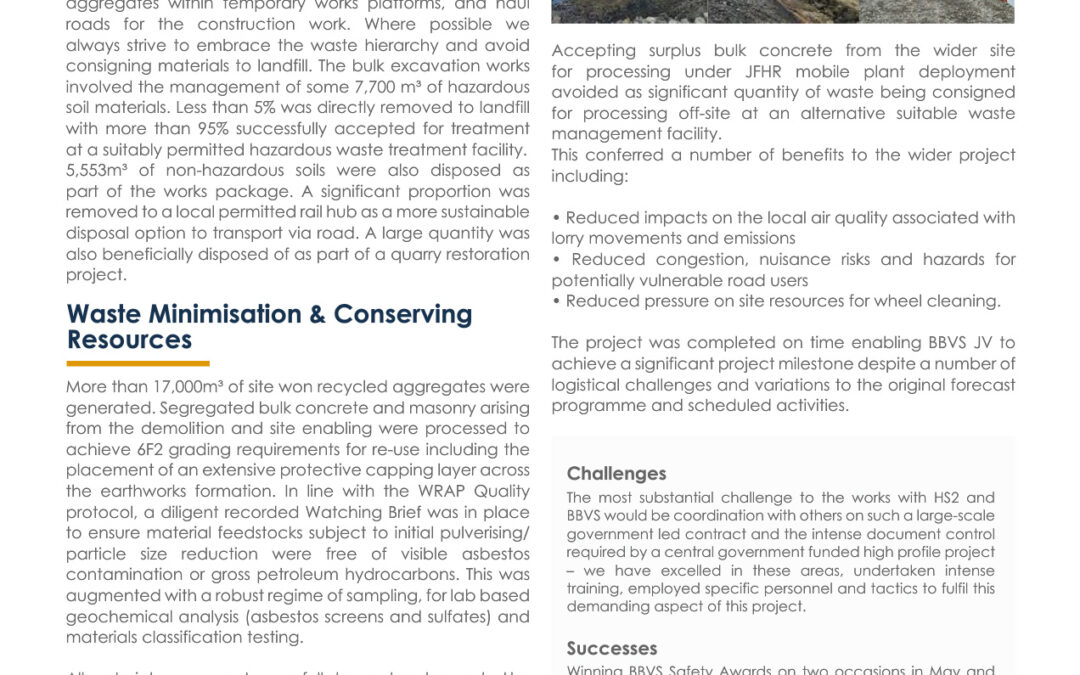 aggregates within temporary works platforms, and haul
roads for the construction work. Where possible we
always strive to embrace the waste hierarchy and avoid
consigning materials to landfill. The bulk excavation works
involved the management of some 7,700 m³ of hazardous
soil materials. Less than 5% was directly removed to landfill
with more than 95% successfully accepted for treatment
at a suitably permitted hazardous waste treatment facility.
5,553m³ of non-hazardous soils were also disposed as
part of the works package. A significant proportion was
removed to a local permitted rail hub as a more sustainable
disposal option to transport via road. A large quantity was
also beneficially disposed of as part of a quarry restoration
project.
Waste Minimisation & Conserving
Resources
More than 17,000m³ of site won recycled aggregates were
generated. Segregated bulk concrete and masonry arising
from the demolition and site enabling were processed to
achieve 6F2 grading requirements for re-use including the
placement of an extensive protective capping layer across
the earthworks formation. In line with the WRAP Quality
protocol, a diligent recorded Watching Brief was in place
to ensure material feedstocks subject to initial pulverising/
particle size reduction were free of visible asbestos
contamination or gross petroleum hydrocarbons. This was
augmented with a robust regime of sampling, for lab based
geochemical analysis (asbestos screens and sulfates) and
materials classification testing.
Accepting surplus bulk concrete from the wider site
for processing under JFHR mobile plant deployment
avoided as significant quantity of waste being consigned
for processing off-site at an alternative suitable waste
management facility.
This conferred a number of benefits to the wider project
including:
• Reduced impacts on the local air quality associated with
lorry movements and emissions
• Reduced congestion, nuisance risks and hazards for
potentially vulnerable road users
• Reduced pressure on site resources for wheel cleaning.
The project was completed on time enabling BBVS JV to
achieve a significant project milestone despite a number of
logistical challenges and variations to the original forecast
programme and scheduled activities.
Challenges
The most substantial challenge to the works with HS2 and
BBVS would be coordination with others on such a large-scale
government led contract and the intense document control
required by a central government funded high profile project
– we have excelled in these areas, undertaken intense
training, employed specific personnel and tactics to fulfil this
demanding aspect of this project.
Successes
Winning BBVS Safety Awards on two occasions in May and